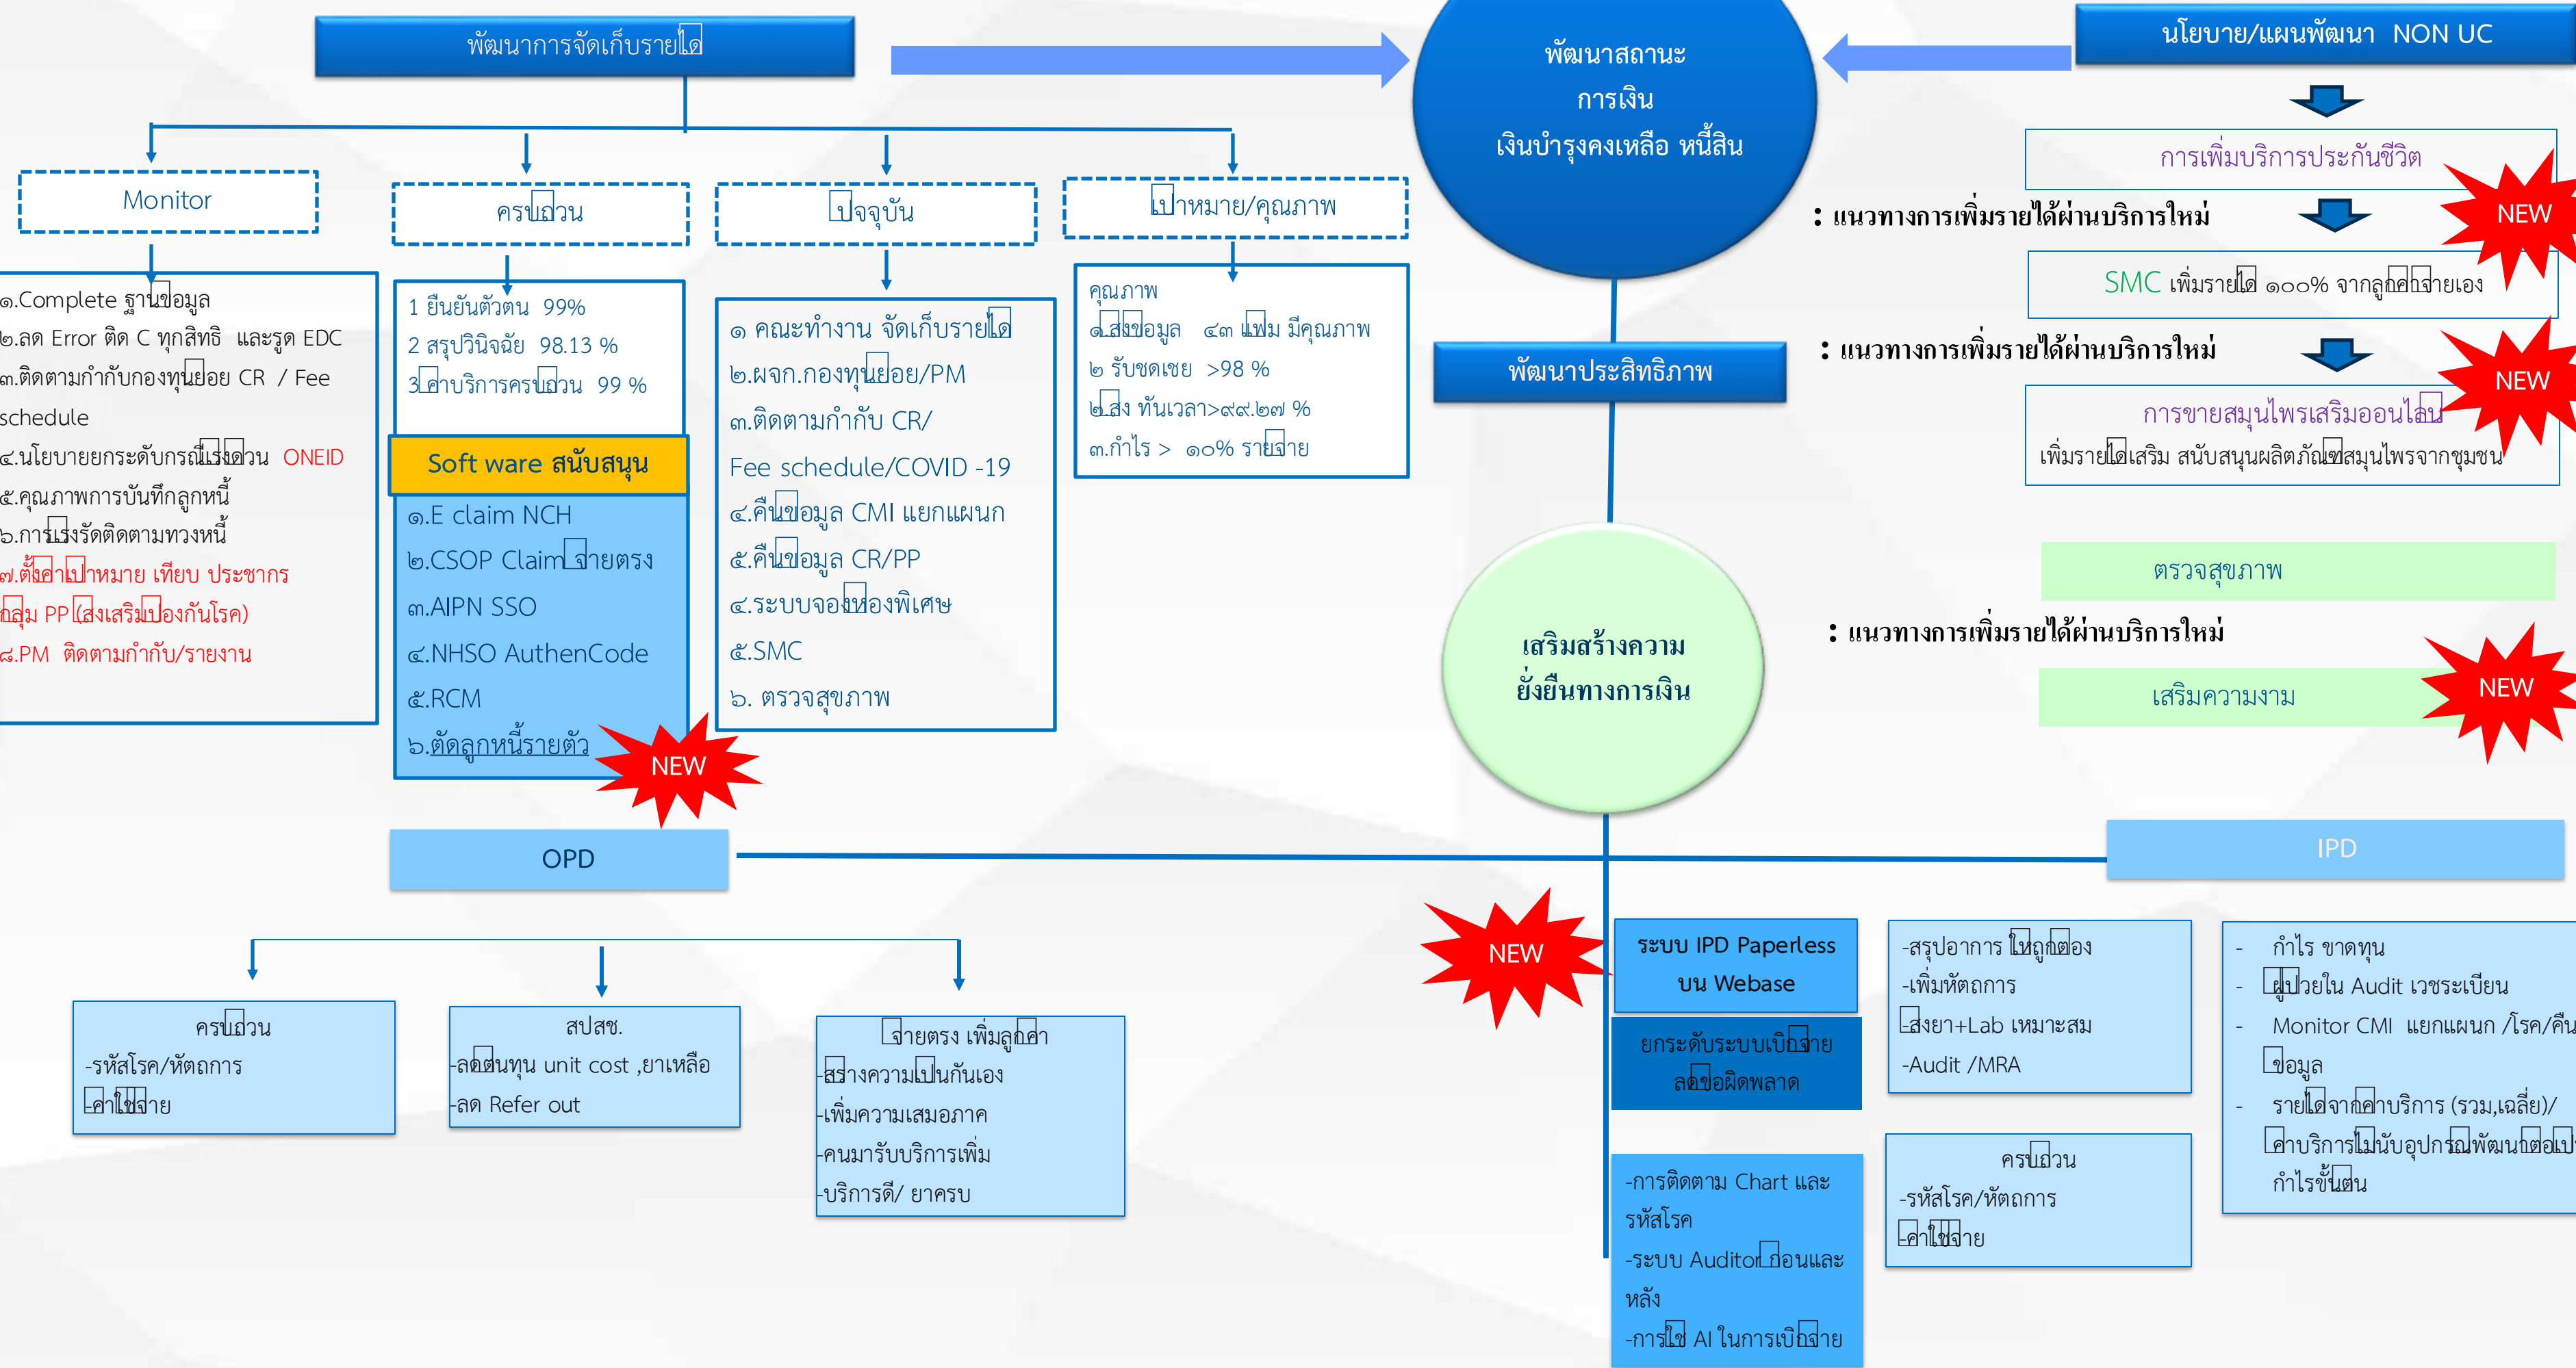 พัฒนาการจัดเก็บรายได้
พัฒนาสถานะ
การเงิน
เงินบำรุงคงเหลือ หนี้สิน
นโยบาย/แผนพัฒนา NON UC
Monitor
ครบถ้วน
ปัจจุบัน
เป้าหมาย/คุณภาพ
๑.Complete ฐานข้อมูล
๒.ลด Error ติด C ทุกสิทธิ และรูด EDC
๓.ติดตามกำกับกองทุนย่อย CR / Fee
schedule
๔.นโยบายยกระดับกรณีเร่งด่วน ONEID
๕.คุณภาพการบันทึกลูกหนี้
๖.การเร่งรัดติดตามทวงหนี้
๗.ตั้งค่าเป้าหมาย เทียบ ประชากร
กลุ่ม PP (ส่งเสริมป้องกันโรค)
๘.PM ติดตามกำกับ/รายงาน
1 ยืนยันตัวตน 99%
2 สรุปวินิจฉัย 98.13 %
3 ค่าบริการครบถ้วน 99 %
Soft ware สนับสนุน
๑.E claim NCH
๒.CSOP Claim จ่ายตรง
๓.AIPN SSO
๔.NHSO AuthenCode
๕.RCM
๖.ตัดลูกหนี้รายตัว
NEW
๑ คณะทำงาน จัดเก็บรายได้
๒.ผจก.กองทุนย่อย/PM
๓.ติดตามกำกับ CR/
Fee schedule/COVID -19
๔.คืนข้อมูล CMI แยกแผนก
๕.คืนข้อมูล CR/PP
๔.ระบบจองห้องพิเศษ
๕.SMC
๖. ตรวจสุขภาพ
คุณภาพ
๑.ส่งข้อมูล ๔๓ แฟ้ม มีคุณภาพ
๒ รับชดเชย >98 %
๒.ส่ง ทันเวลา>๙๙.๒๗ %
๓.กำไร > ๑๐% รายจ่าย
พัฒนาประสิทธิภาพ
เสริมสร้างความ
ยั่งยืนทางการเงิน
การเพิ่มบริการประกันชีวิต
NEW
: แนวทางการเพิ่มรายได้ผ่านบริการใหม่
SMC เพิ่มรายได้ ๑๐๐% จากลูกค้าจ่ายเอง
: แนวทางการเพิ่มรายได้ผ่านบริการใหม่
NEW
การขายสมุนไพรเสริมออนไลน์
เพิ่มรายได้เสริม สนับสนุนผลิตภัณฑ์สมุนไพรจากชุมชน
ตรวจสุขภาพ
: แนวทางการเพิ่มรายได้ผ่านบริการใหม่
เสริมความงาม
NEW
OPD
IPD
ครบถ้วน
-รหัสโรค/หัตถการ
-ค่าใช้จ่าย
สปสช.
-ลดต้นทุน unit cost ,ยาเหลือ
-ลด Refer out
จ่ายตรง เพิ่มลูกค้า
-สร้างความเป็นกันเอง
-เพิ่มความเสมอภาค
-คนมารับบริการเพิ่ม
-บริการดี/ ยาครบ
NEW
ระบบ IPD Paperless
บน Webase
ยกระดับระบบเบิกจ่าย
ลดข้อผิดพลาด
-การติดตาม Chart และ
รหัสโรค
-ระบบ Auditor ก่อนและ
หลัง
-การใช้ AI ในการเบิกจ่าย
-สรุปอาการ ให้ถูกต้อง
-เพิ่มหัตถการ
-สั่งยา+Lab เหมาะสม
-Audit /MRA
ครบถ้วน
-รหัสโรค/หัตถการ
-ค่าใช้จ่าย
- กำไร ขาดทุน
- ผู้ป่วยใน Audit เวชระเบียน
- Monitor CMI แยกแผนก /โรค/คืน
ข้อมูล
- รายได้จากค่าบริการ (รวม,เฉลี่ย)/
ค่าบริการไม่นับอุปกรณ์พัฒนาต่อ
กำไรขั้นต้น